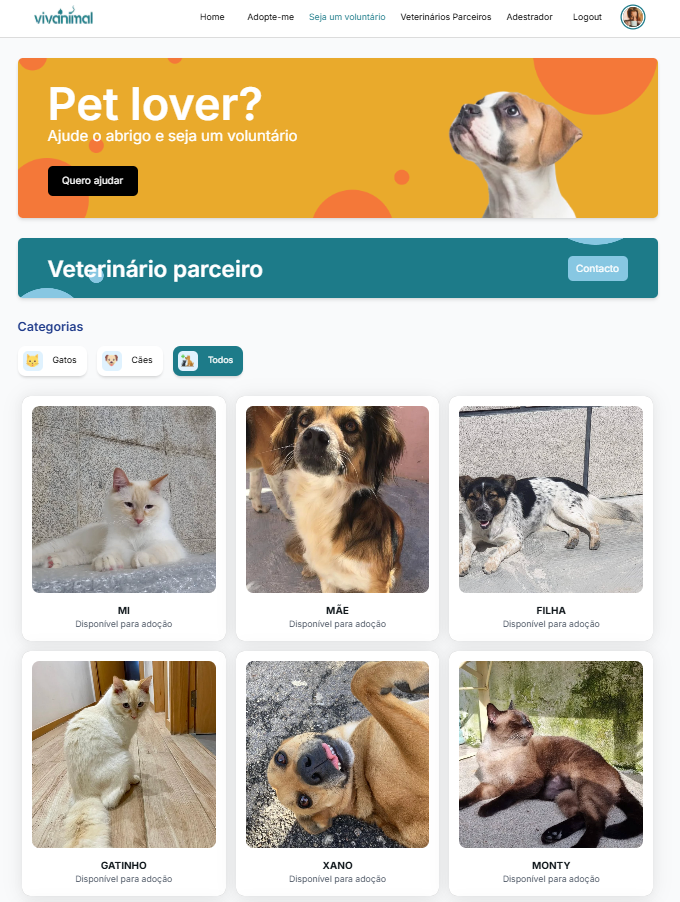 vivanimal
Home Adopte-me Seja um voluntário Veterinários Parceiros Adestrador Logout
Pet lover?
Ajude o abrigo e seja um voluntário
Quero ajudar
Veterinário parceiro
Contacto
Categorias
Gatos Cães Todos
MI MÃE FILHA
Disponível para adoção Disponível para adoção Disponível para adoção
GATINHO XANO MONTY
Disponível para adoção Disponível para adoção Disponível para adoção